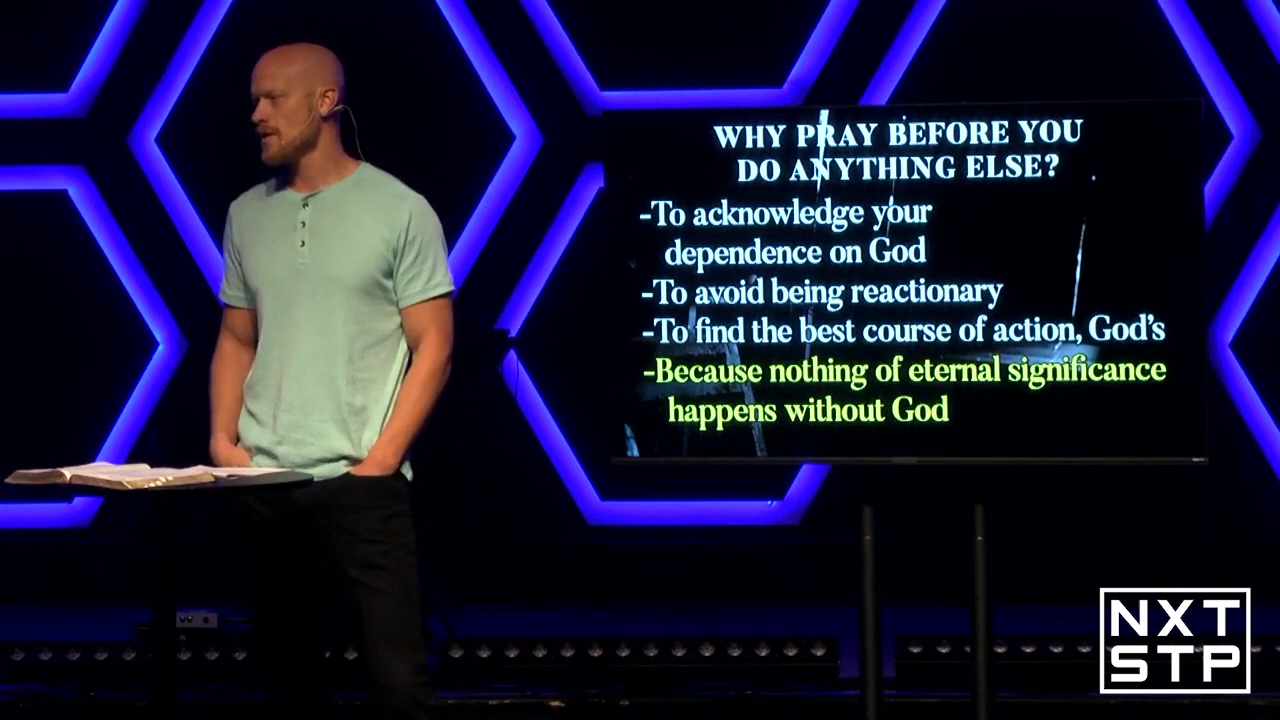 WHY PRAY BEFORE YOU
DO ANYTHING ELSE?
-To acknowledge your
dependence on God
-To avoid being reactionary
-To find the best course of action, God's
-Because nothing of eternal significance
happens without God
NXT
STP